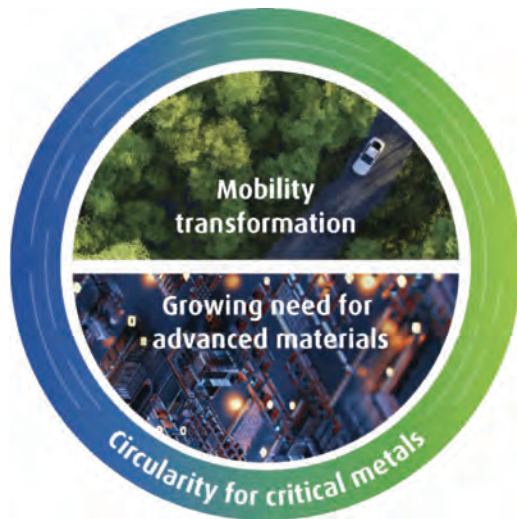 Mobility
transformation
Growing need for
advanced materials
Circularity for critical metals